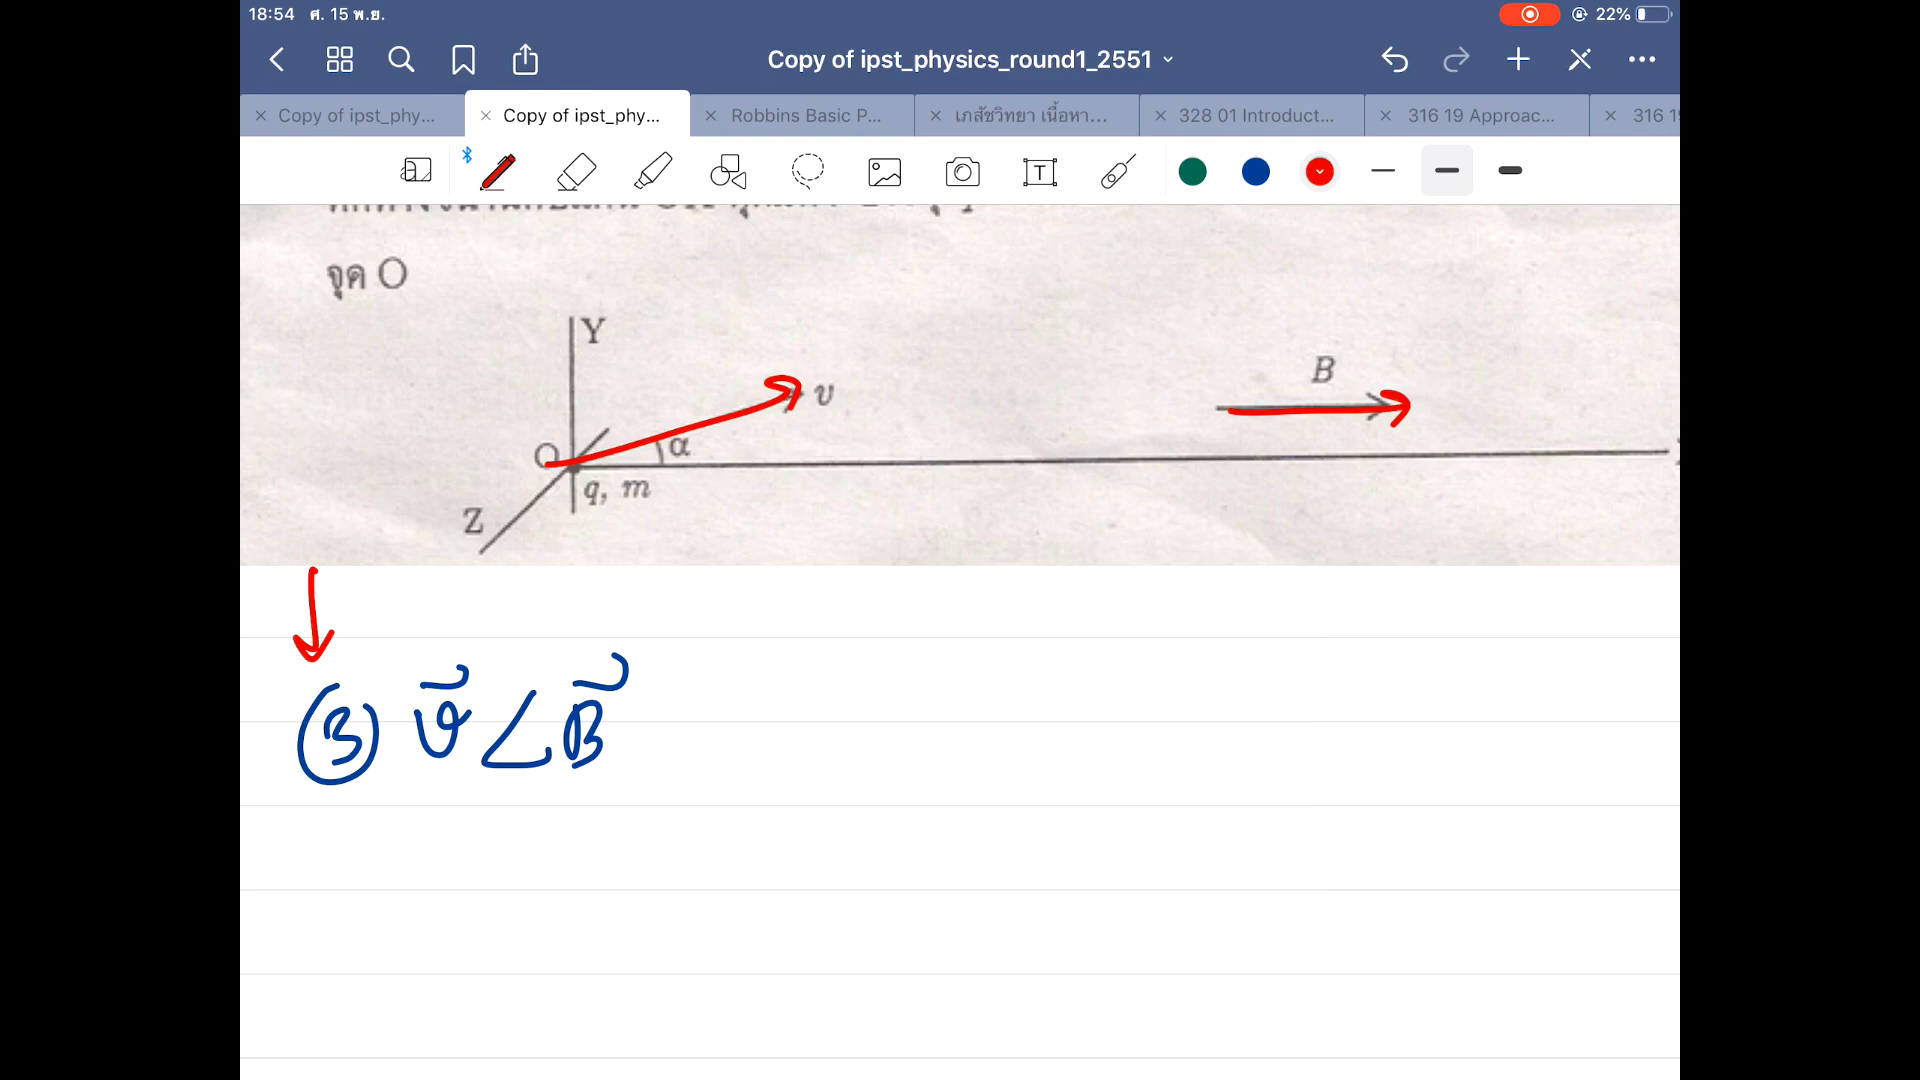 18:54 ศ. 15 พ.ย.
22%
Copy of ipst_physics_round1_2551
Copy of ipst_phy...
Copy of ipst_phy...
Robbins Basic P...
เภสัชวิทยา เนื้อหา...
328 01 Introduct...
316 19 Approac...
316 1
T
จุด O
Y
B
v
O
α
q, m
Z
③ v⃗ ∠ B⃗